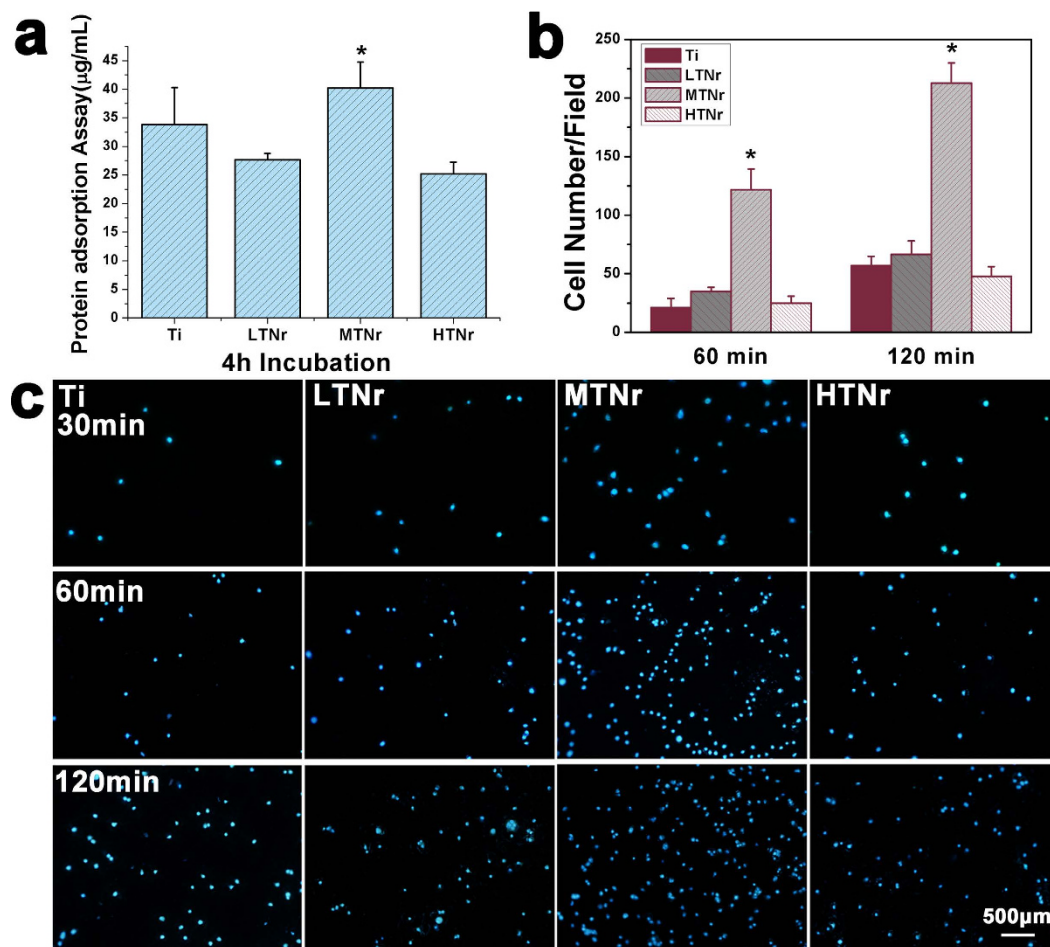 a
Protein adsorption Assay(μg/mL)
45
40
35
30
25
20
15
10
5
0
*
Ti LTNr MTNr HTNr
4h Incubation
b
Cell Number/Field
250
200
150
100
50
0
Ti
LTNr
MTNr
HTNr
*
*
60 min 120 min
c
Ti LTNr MTNr HTNr
30min
60min
120min
500μm